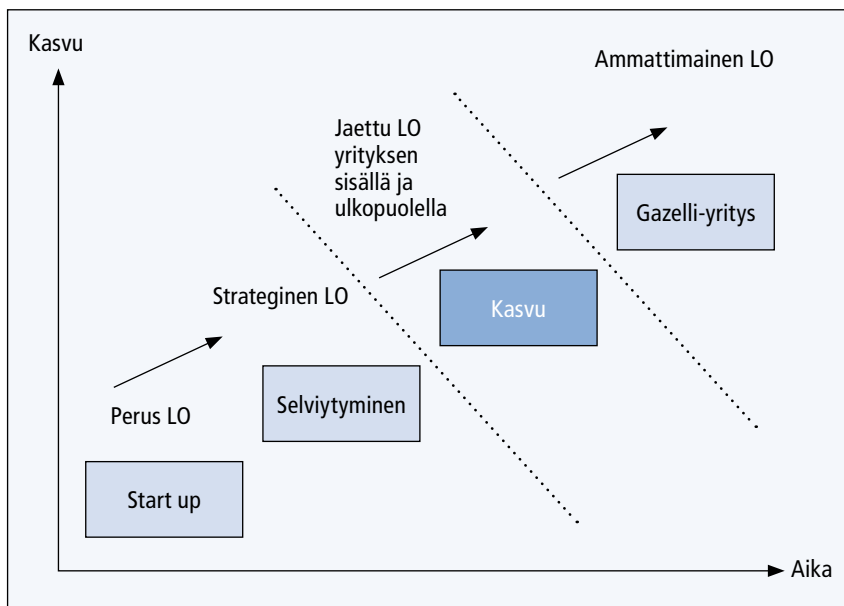 Kasvu
Ammattimainen LO
Jaettu LO
yrityksen
sisällä ja
ulkopuolella
Gazelli-yritys
Strateginen LO
Kasvu
Selviytyminen
Perus LO
Start up
Aika